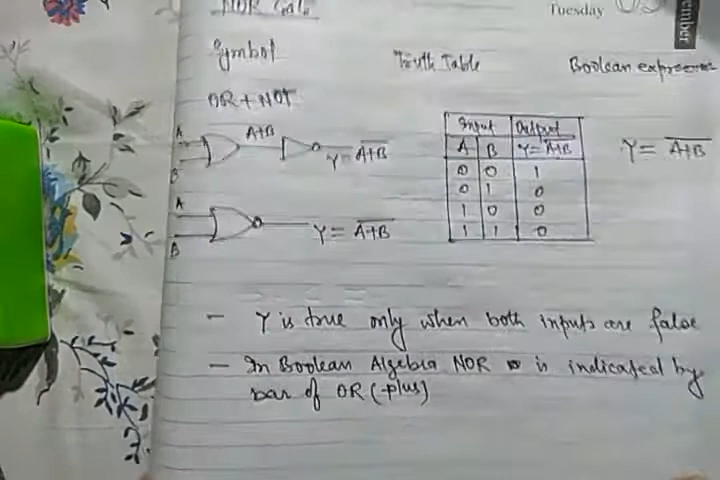 NOR Gate
Tuesday
ember
Symbol
Truth Table
Boolean expression
OR + NOT
A
B
A+B
Y = A̅+̅B̅
A
B
Y = A̅+̅B̅
Input Output
A B Y = A̅+̅B̅
0 0 1
0 1 0
1 0 0
1 1 0
Y = A̅+̅B̅
- Y is true only when both inputs are false
- In Boolean Algebra NOR is indicated by
bar of OR (-plus)